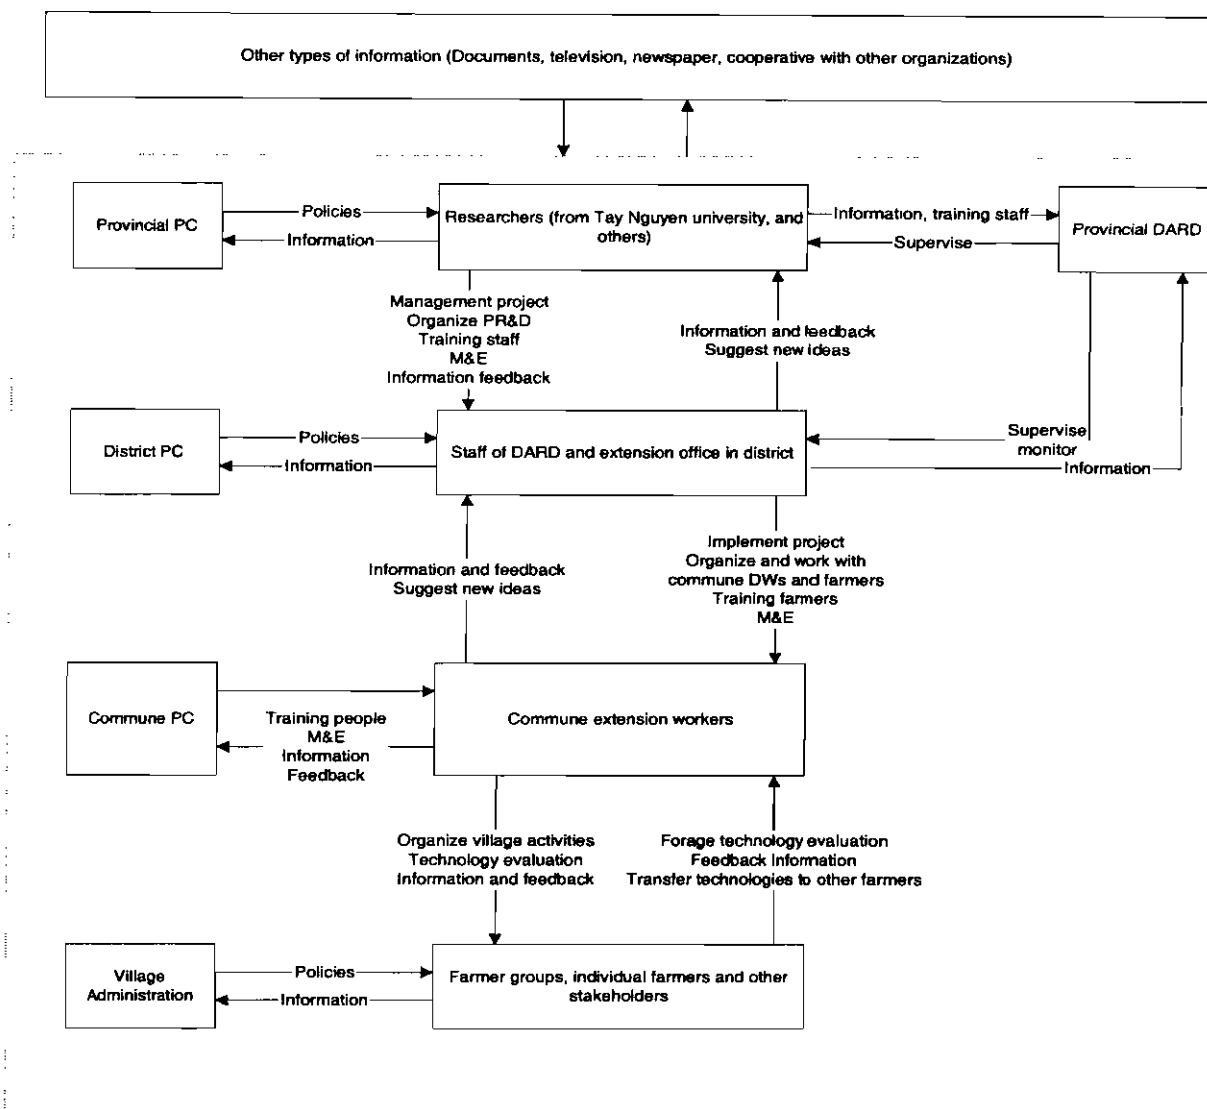 Other types of information (Documents, television, newspaper, cooperative with other organizations)
Provincial PC
Policies
Information
Researchers (from Tay Nguyen university, and
others)
Information, training staff
Supervise
Provincial DARD
Management project
Organize PR&D
Training staff
M&E
Information feedback
Information and feedback
Suggest new ideas
District PC
Policies
Information
Staff of DARD and extension office in district
Supervise
monitor
Information
Information and feedback
Suggest new ideas
Implement project
Organize and work with
commune DWs and farmers
Training farmers
M&E
Commune PC
Training people
M&E
Information
Feedback
Commune extension workers
Organize village activities
Technology evaluation
Information and feedback
Forage technology evaluation
Feedback Information
Transfer technologies to other farmers
Village
Administration
Policies
Information
Farmer groups, individual farmers and other
stakeholders